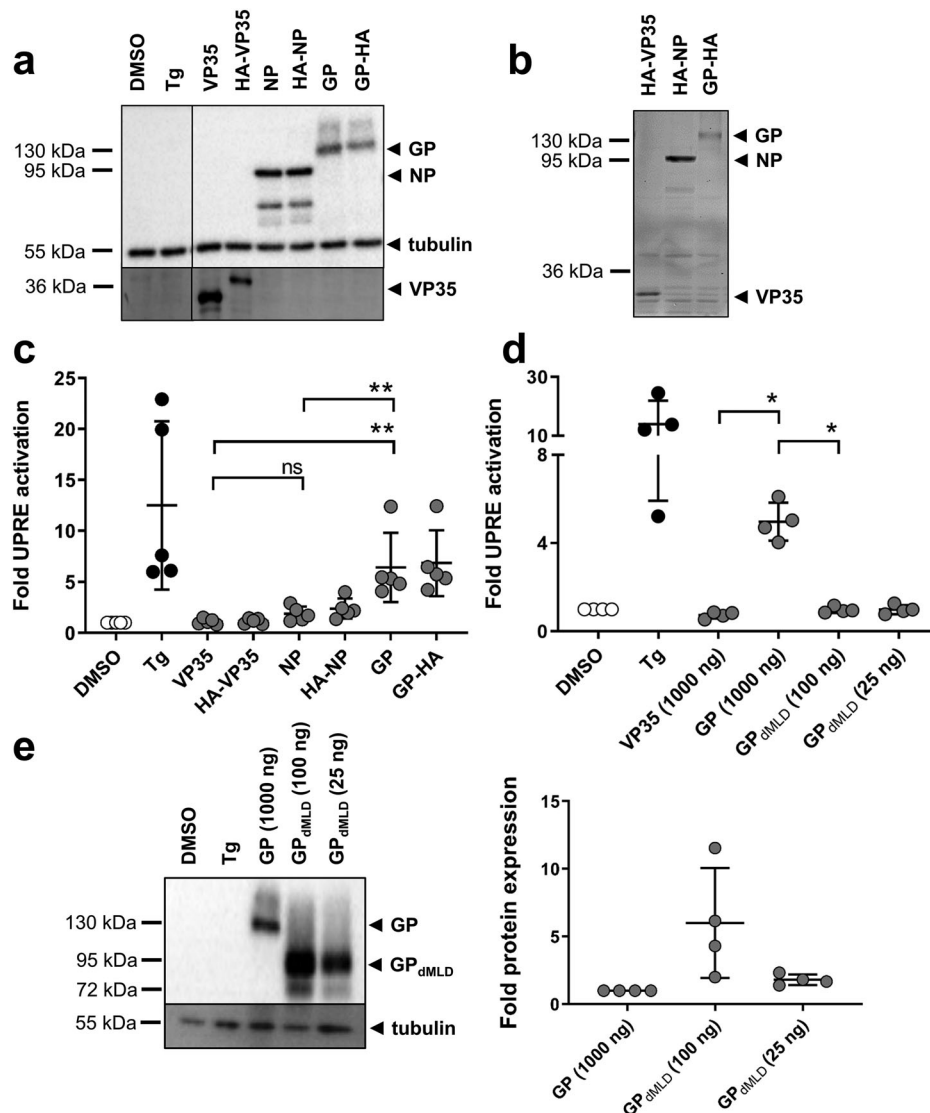 a
DMSO
Tg
VP35
HA-VP35
NP
HA-NP
GP
GP-HA
130 kDa
95 kDa
55 kDa
36 kDa
GP
NP
tubulin
VP35
b
HA-VP35
HA-NP
GP-HA
130 kDa
95 kDa
36 kDa
GP
NP
VP35
c
Fold UPRE activation
25
20
15
10
5
0
**
**
ns
DMSO
Tg
VP35
HA-VP35
NP
HA-NP
GP
GP-HA
d
Fold UPRE activation
30
10
8
4
0
*
*
DMSO
Tg
VP35 (1000 ng)
GP (1000 ng)
GPdMLD (100 ng)
GPdMLD (25 ng)
e
DMSO
Tg
GP (1000 ng)
GPdMLD (100 ng)
GPdMLD (25 ng)
130 kDa
95 kDa
72 kDa
55 kDa
GP
GPdMLD
tubulin
Fold protein expression
15
10
5
0
GP (1000 ng)
GPdMLD (100 ng)
GPdMLD (25 ng)